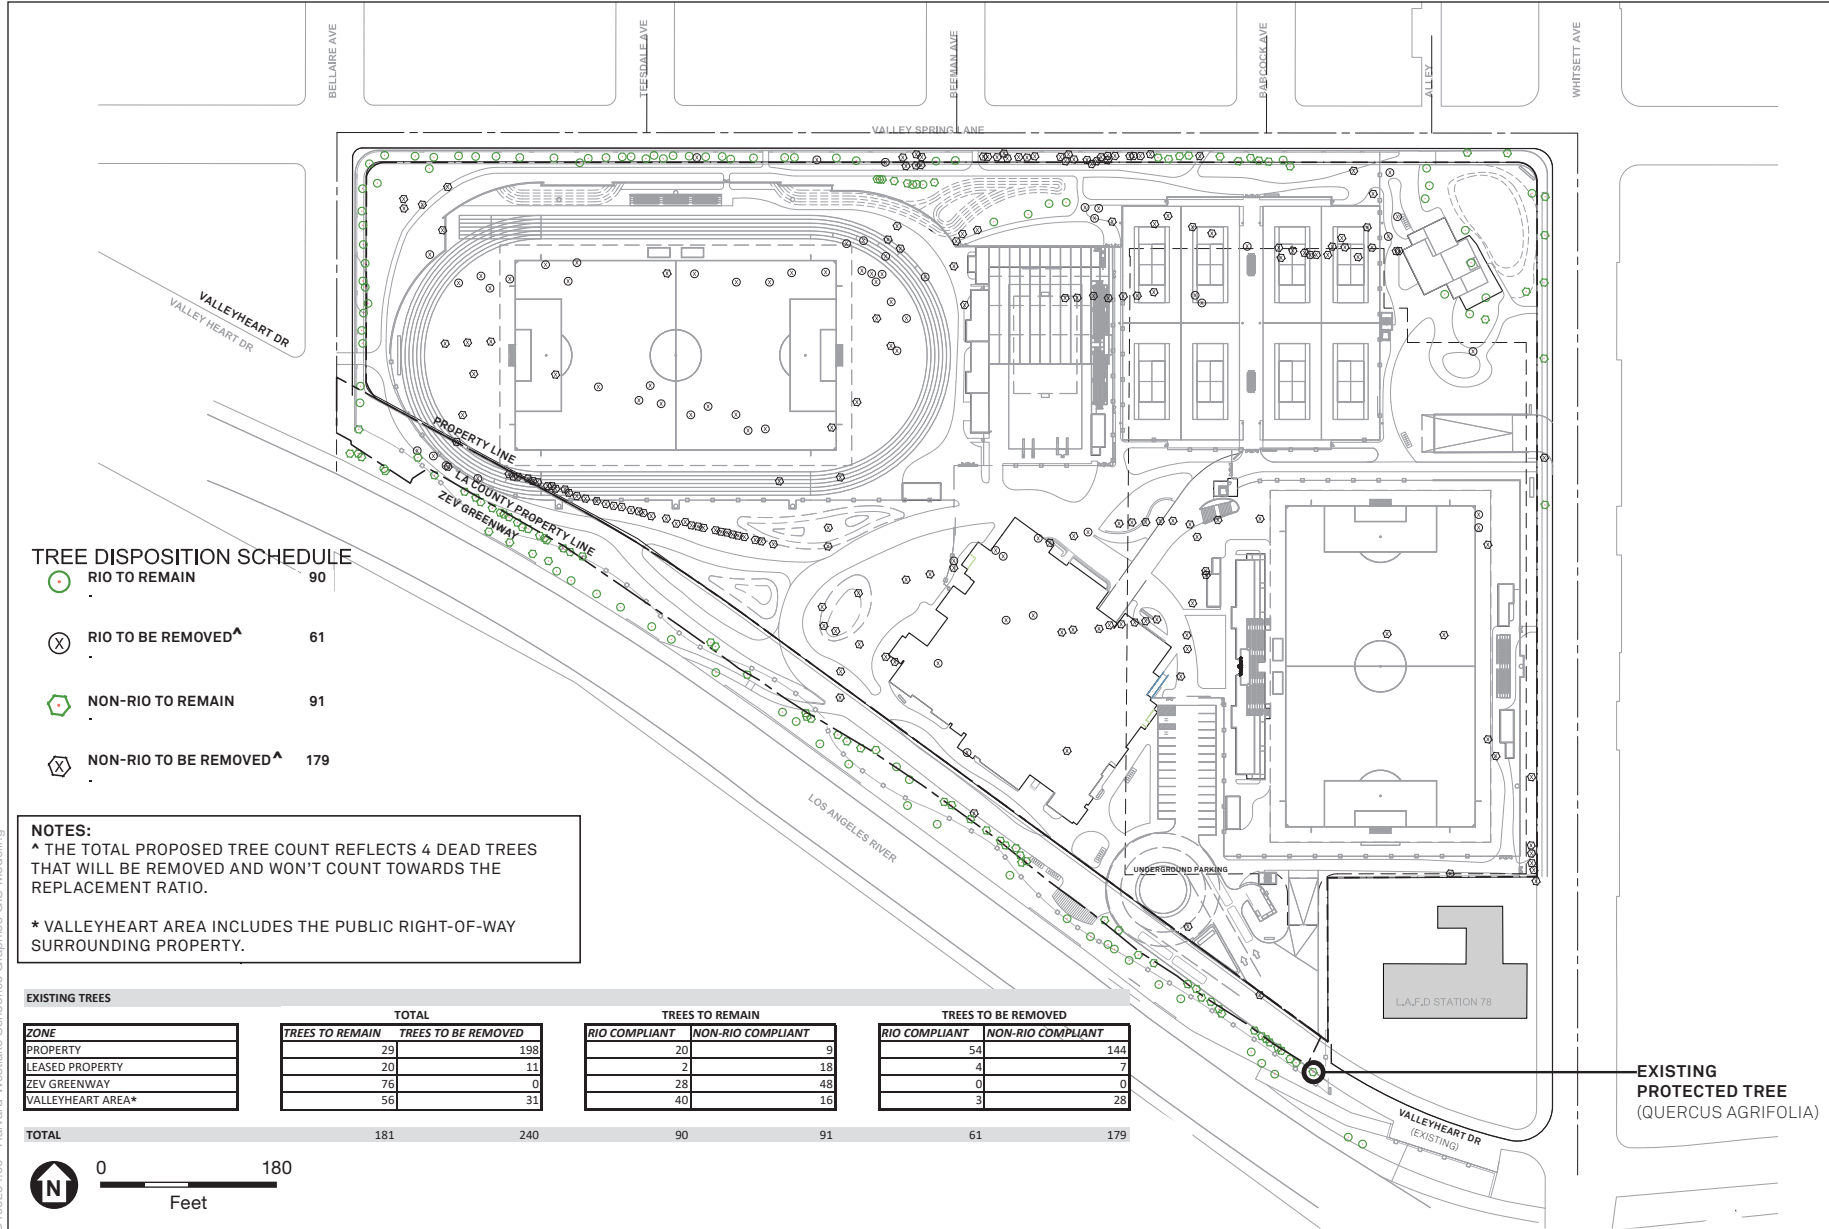 BELLAIRE AVE
TEESDALE AVE
BEEMAN AVE
BABCOCK AVE
ALLEY
WHITSETT AVE
VALLEY SPRING LANE
VALLEYHEART DR
VALLEY HEART DR
PROPERTY LINE
LA COUNTY PROPERTY LINE
ZEV GREENWAY
LOS ANGELES RIVER
UNDERGROUND PARKING
L.A.F.D STATION 78
EXISTING
PROTECTED TREE
(QUERCUS AGRIFOLIA)
VALLEYHEART DR
(EXISTING)
TREE DISPOSITION SCHEDULE
RIO TO REMAIN 90
-
RIO TO BE REMOVED^ 61
-
NON-RIO TO REMAIN 91
-
NON-RIO TO BE REMOVED^ 179
-
NOTES:
^ THE TOTAL PROPOSED TREE COUNT REFLECTS 4 DEAD TREES
THAT WILL BE REMOVED AND WON'T COUNT TOWARDS THE
REPLACEMENT RATIO.
* VALLEYHEART AREA INCLUDES THE PUBLIC RIGHT-OF-WAY
SURROUNDING PROPERTY.
EXISTING TREES
TOTAL TREES TO REMAIN TREES TO BE REMOVED
ZONE TREES TO REMAIN TREES TO BE REMOVED RIO COMPLIANT NON-RIO COMPLIANT RIO COMPLIANT NON-RIO COMPLIANT
PROPERTY 29 198 20 9 54 144
LEASED PROPERTY 20 11 2 18 4 7
ZEV GREENWAY 76 0 28 48 0 0
VALLEYHEART AREA* 56 31 40 16 3 28
TOTAL 181 240 90 91 61 179
N
0 180
Feet